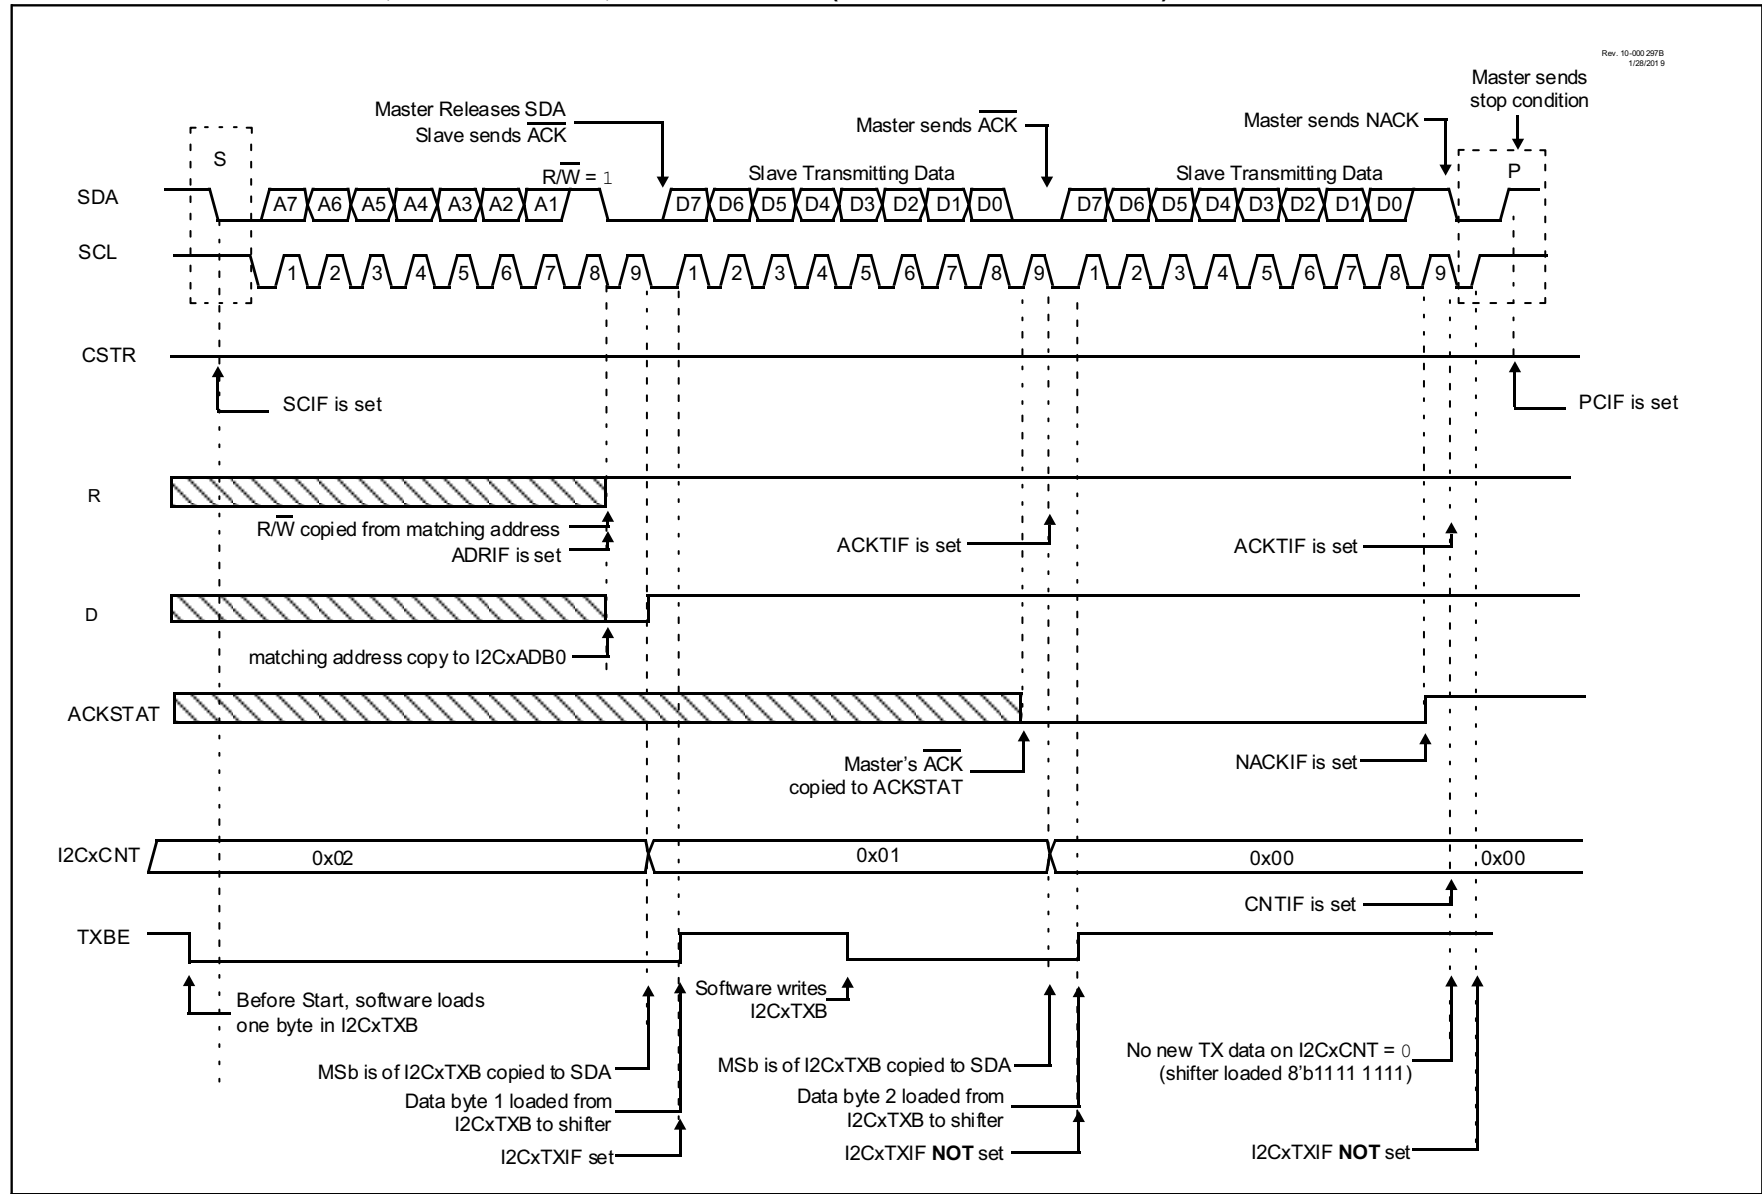 Rev. 10-000297B
1/28/2019
Master sends
stop condition
Master Releases SDA
Slave sends ACK
Master sends ACK
Master sends NACK
S
R/W = 1
Slave Transmitting Data
Slave Transmitting Data
P
SDA
A7 A6 A5 A4 A3 A2 A1 D7 D6 D5 D4 D3 D2 D1 D0 D7 D6 D5 D4 D3 D2 D1 D0
SCL
1 2 3 4 5 6 7 8 9 1 2 3 4 5 6 7 8 9 1 2 3 4 5 6 7 8 9
CSTR
SCIF is set
PCIF is set
R
R/W copied from matching address
ADRIF is set
ACKTIF is set
ACKTIF is set
D
matching address copy to I2CxADB0
ACKSTAT
Master's ACK
copied to ACKSTAT
NACKIF is set
I2CxCNT
0x02
0x01
0x00
0x00
CNTIF is set
TXBE
Before Start, software loads
one byte in I2CxTXB
Software writes
I2CxTXB
MSb is of I2CxTXB copied to SDA
Data byte 1 loaded from
I2CxTXB to shifter
I2CxTXIF set
MSb is of I2CxTXB copied to SDA
Data byte 2 loaded from
I2CxTXB to shifter
I2CxTXIF NOT set
No new TX data on I2CxCNT = 0
(shifter loaded 8'b1111 1111)
I2CxTXIF NOT set